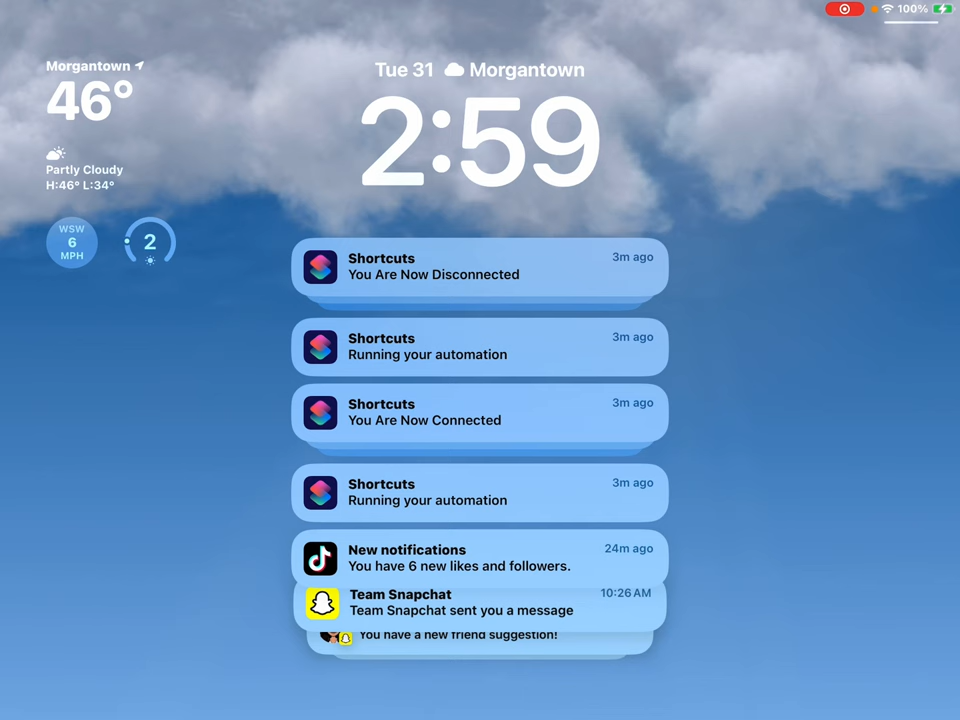 100%
Morgantown
46°
Partly Cloudy
H:46° L:34°
WSW
6
MPH
2
Tue 31 Morgantown
2:59
Shortcuts 3m ago
You Are Now Disconnected
Shortcuts 3m ago
Running your automation
Shortcuts 3m ago
You Are Now Connected
Shortcuts 3m ago
Running your automation
New notifications 24m ago
You have 6 new likes and followers.
Team Snapchat 10:26 AM
Team Snapchat sent you a message
You have a new friend suggestion!